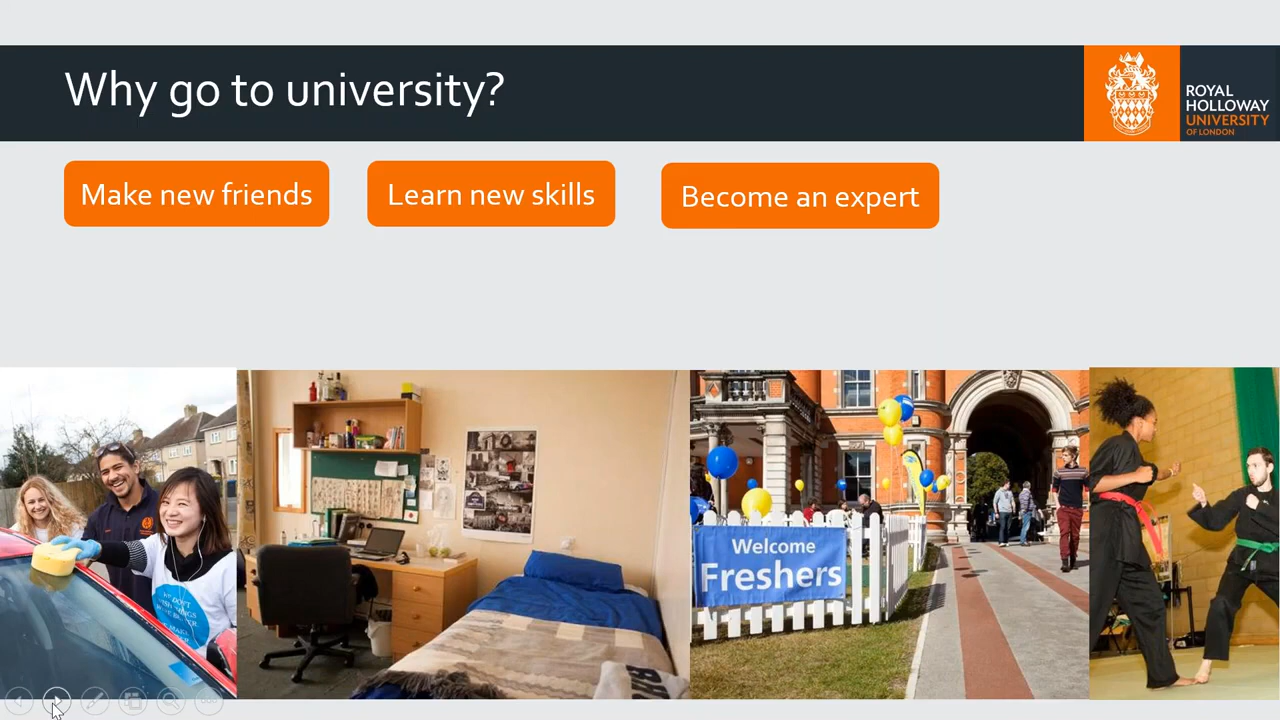 Why go to university?
ROYAL
HOLLOWAY
UNIVERSITY
OF LONDON
Make new friends
Learn new skills
Become an expert
Welcome
Freshers